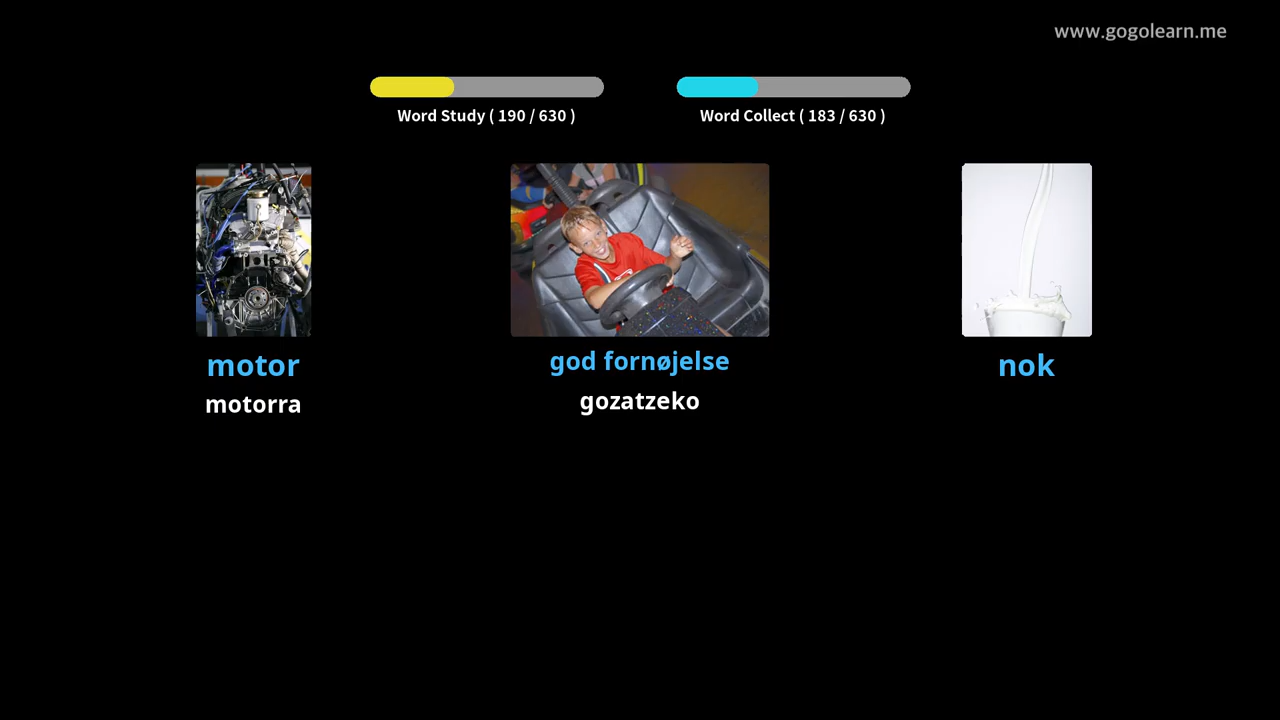 www.gogolearn.me
Word Study ( 190 / 630 )
Word Collect ( 183 / 630 )
motor
god fornøjelse
nok
motorra
gozatzeko